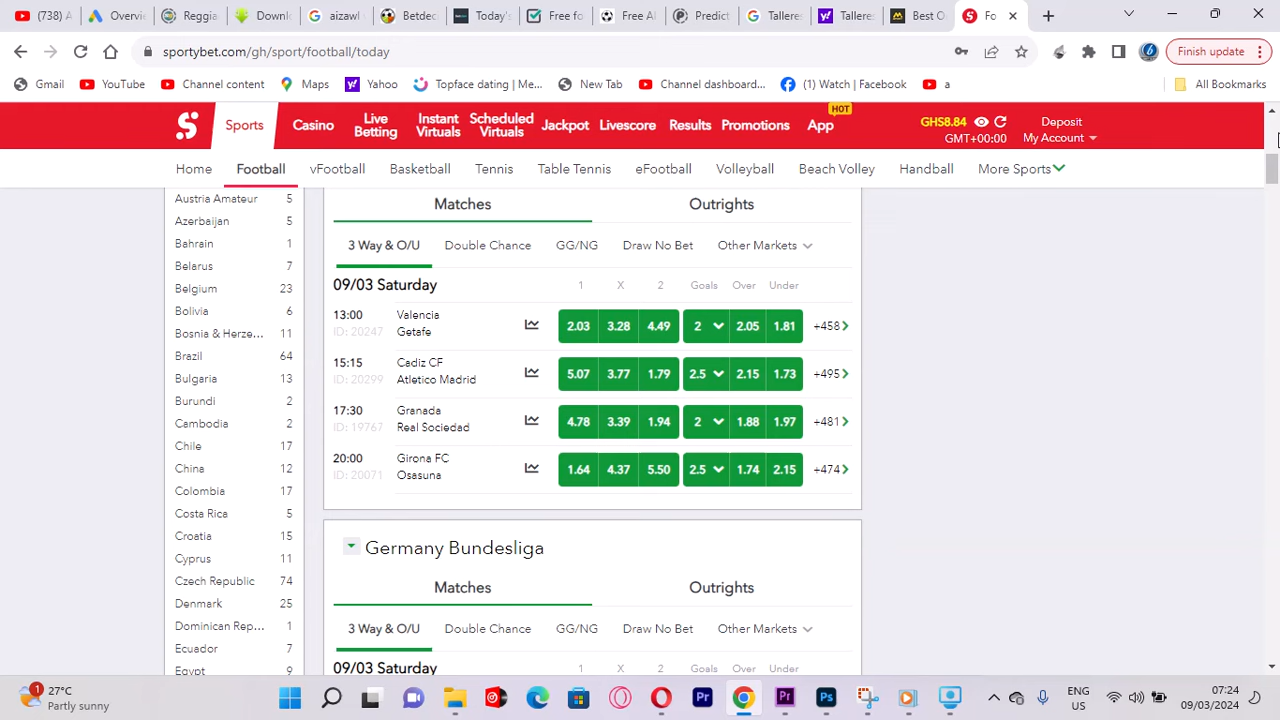 (738) A
Overvie
Reggia
Downlo
aizawl
Betdec
Today's
Free fo
Free Al
Predict
Tallere
Tallere
Best O
Fo
sportybet.com/gh/sport/football/today
Finish update
Gmail
YouTube
Channel content
Maps
Yahoo
Topface dating | Me...
New Tab
Channel dashboard...
(1) Watch | Facebook
a
All Bookmarks
Sports
Casino
Live Betting
Instant Virtuals
Scheduled Virtuals
Jackpot
Livescore
Results
Promotions
App
HOT
GHS8.84
GMT+00:00
Deposit
My Account
Home
Football
vFootball
Basketball
Tennis
Table Tennis
eFootball
Volleyball
Beach Volley
Handball
More Sports
Austria Amateur 5
Azerbaijan 5
Bahrain 1
Belarus 7
Belgium 23
Bolivia 6
Bosnia & Herze... 11
Brazil 64
Bulgaria 13
Burundi 2
Cambodia 2
Chile 17
China 12
Colombia 17
Costa Rica 5
Croatia 15
Cyprus 11
Czech Republic 74
Denmark 25
Dominican Rep... 1
Ecuador 7
Egypt 9
Matches Outrights
3 Way & O/U Double Chance GG/NG Draw No Bet Other Markets
09/03 Saturday 1 X 2 Goals Over Under
13:00 Valencia 2.03 3.28 4.49 2 2.05 1.81 +458
ID: 20247 Getafe
15:15 Cadiz CF 5.07 3.77 1.79 2.5 2.15 1.73 +495
ID: 20299 Atletico Madrid
17:30 Granada 4.78 3.39 1.94 2 1.88 1.97 +481
ID: 19767 Real Sociedad
20:00 Girona FC 1.64 4.37 5.50 2.5 1.74 2.15 +474
ID: 20071 Osasuna
Germany Bundesliga
Matches Outrights
3 Way & O/U Double Chance GG/NG Draw No Bet Other Markets
09/03 Saturday 1 X 2 Goals Over Under
1
27°C
Partly sunny
ENG
US
07:24
09/03/2024